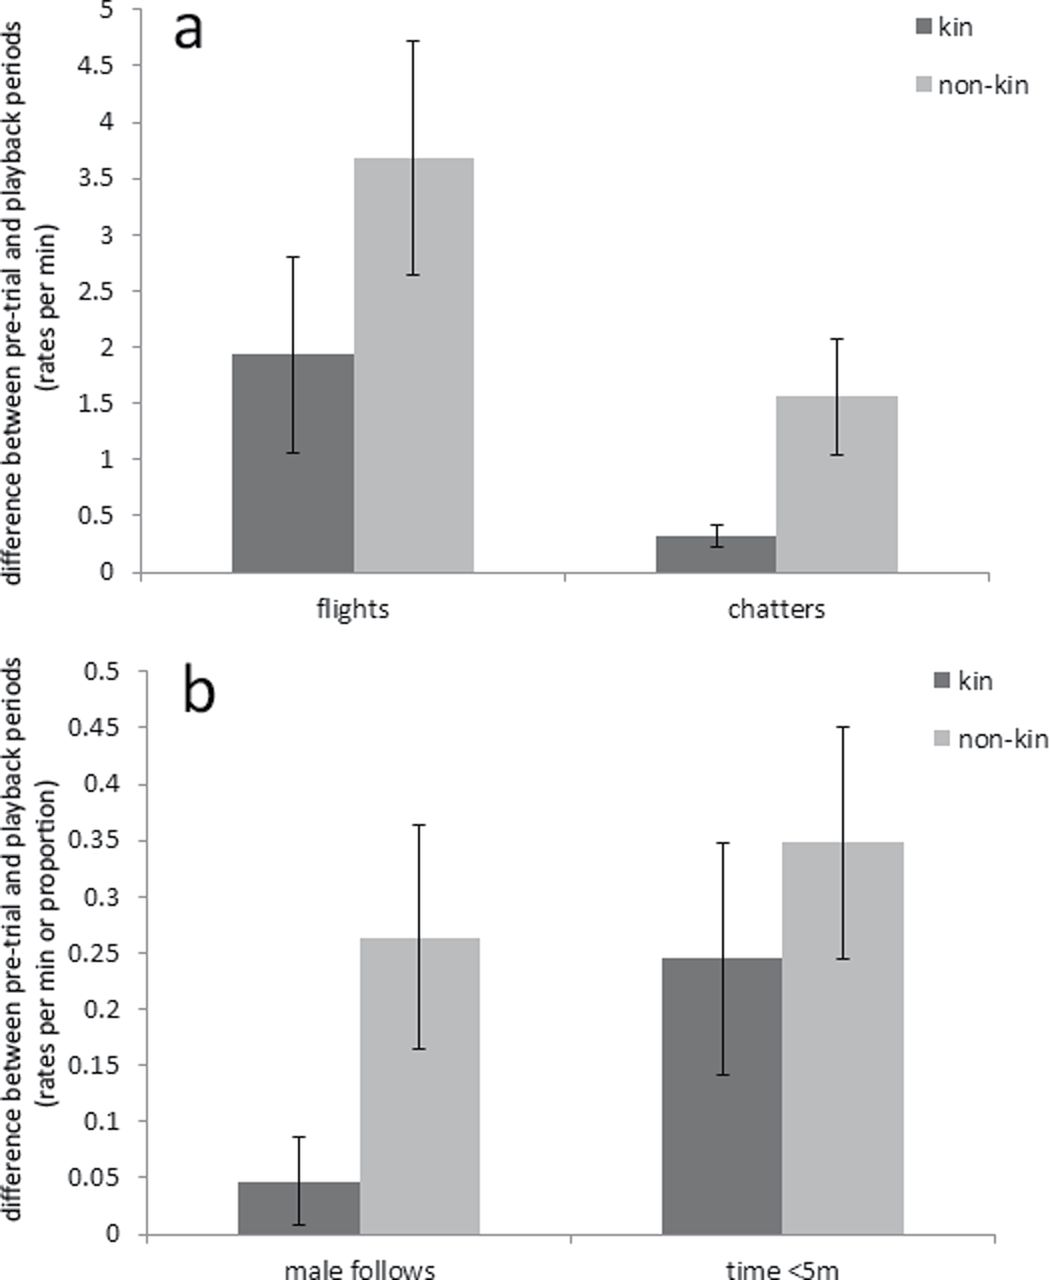 a
kin
non-kin
difference between pre-trial and playback periods
(rates per min)
5
4.5
4
3.5
3
2.5
2
1.5
1
0.5
0
flights
chatters
b
kin
non-kin
difference between pre-trial and playback periods
(rates per min or proportion)
0.5
0.45
0.4
0.35
0.3
0.25
0.2
0.15
0.1
0.05
0
male follows
time <5m